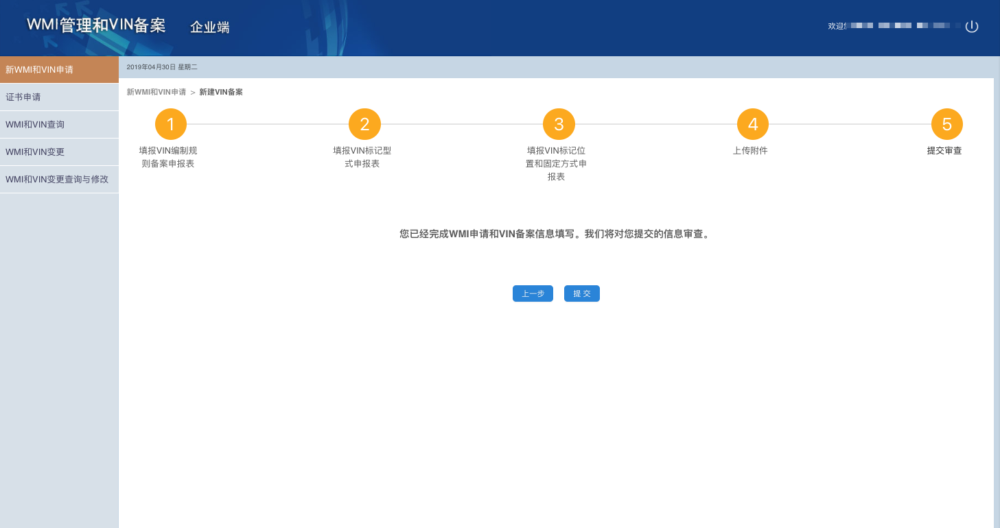 WMI管理和VIN备案 企业端
欢迎
新WMI和VIN申请
证书申请
WMI和VIN查询
WMI和VIN变更
WMI和VIN变更查询与修改
2019年04月30日 星期二
新WMI和VIN申请 > 新建VIN备案
1
填报VIN编制规
则备案申报表
2
填报VIN标记型
式申报表
3
填报VIN标记位
置和固定方式申
报表
4
上传附件
5
提交审查
您已经完成WMI申请和VIN备案信息填写。我们将对您提交的信息审查。
上一步
提 交